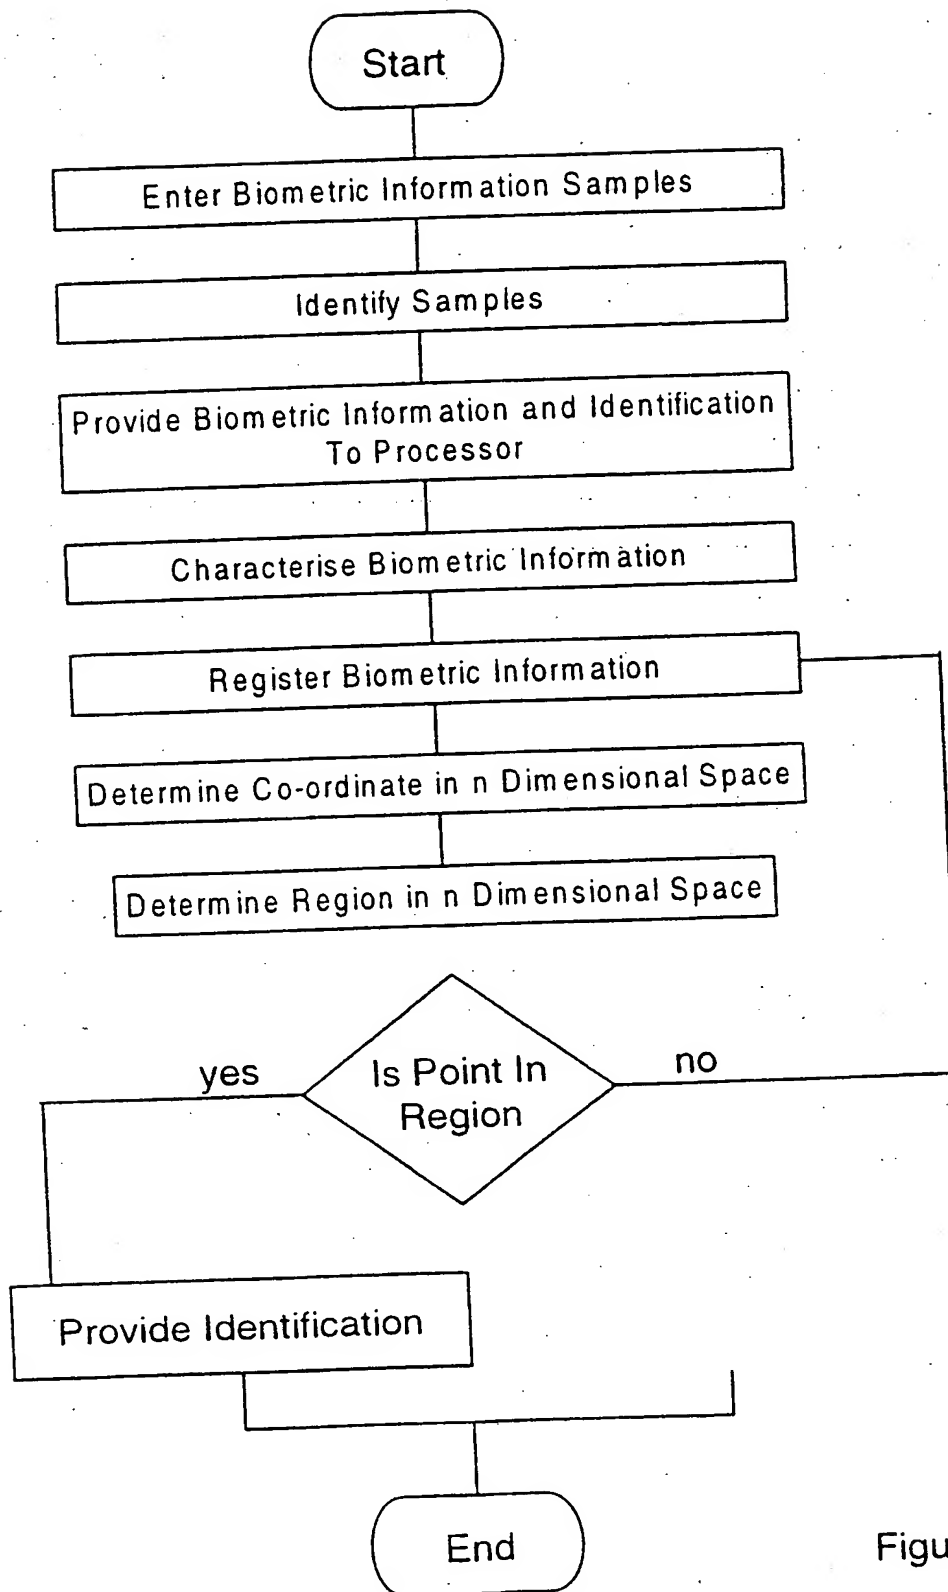 Start
Enter Biometric Information Samples
Identify Samples
Provide Biometric Information and Identification
To Processor
Characterise Biometric Information
Register Biometric Information
Determine Co-ordinate in n Dimensional Space
Determine Region in n Dimensional Space
Is Point In
Region
yes
no
Provide Identification
End
Figu